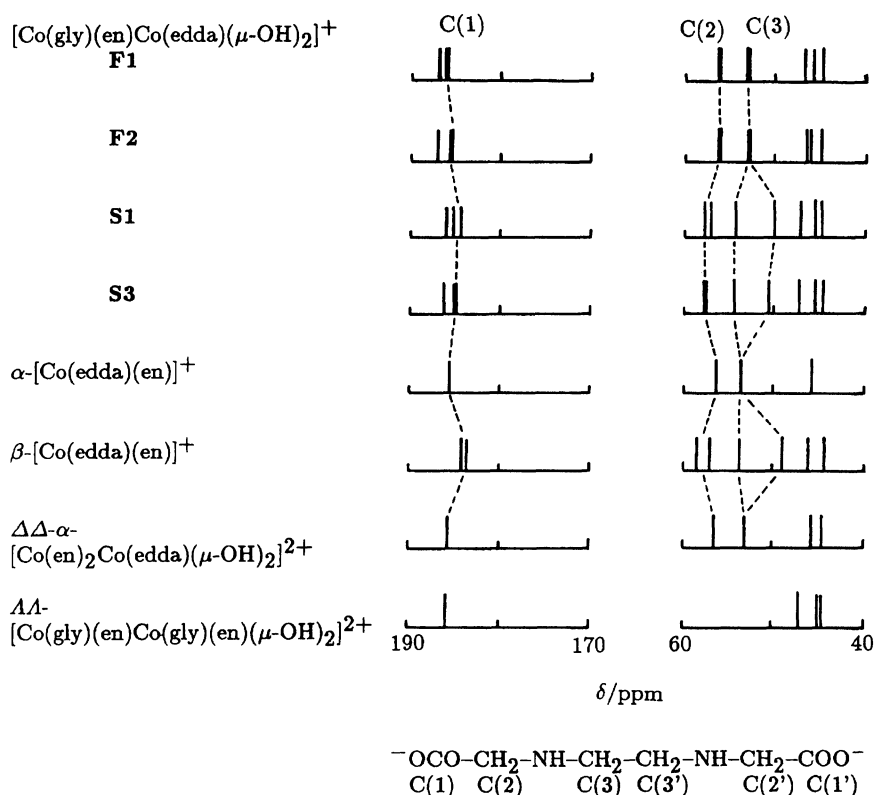 [Co(gly)(en)Co(edda)(μ-OH)2]+
C(1)
C(2)
C(3)
F1
F2
S1
S3
α-[Co(edda)(en)]+
β-[Co(edda)(en)]+
ΔΔ-α-
[Co(en)2Co(edda)(μ-OH)2]2+
ΛΛ-
[Co(gly)(en)Co(gly)(en)(μ-OH)2]2+
190 170 60 40
δ/ppm
−OCO−CH2−NH−CH2−CH2−NH−CH2−COO−
C(1) C(2) C(3) C(3') C(2') C(1')